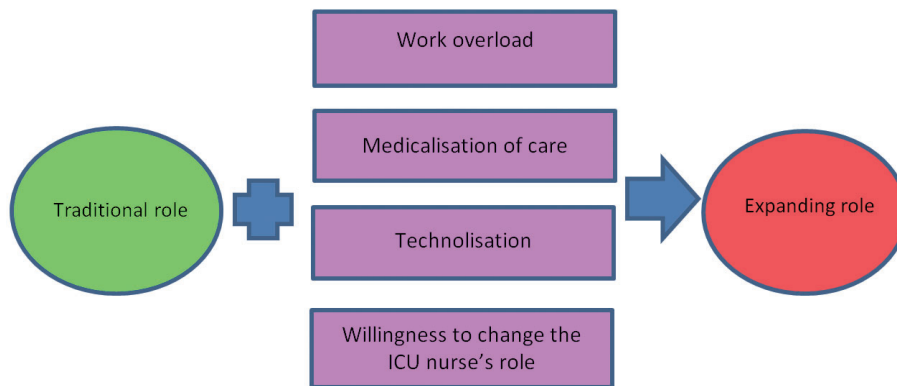 Work overload
Medicalisation of care
Traditional role
Expanding role
Technolisation
Willingness to change the
ICU nurse's role